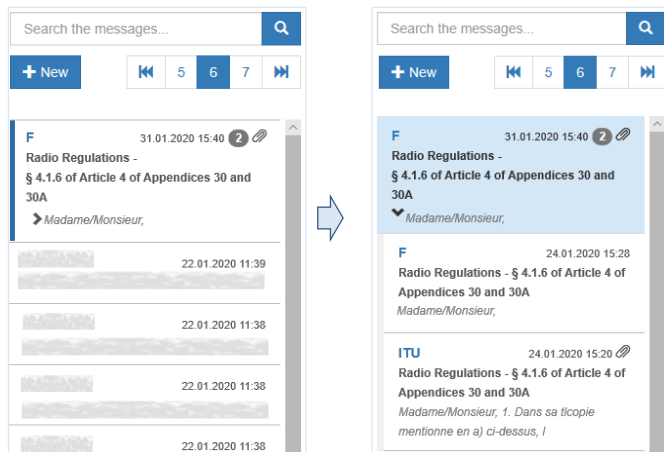 Search the messages...
+ New
5 6 7
F 31.01.2020 15:40 2
Radio Regulations -
§ 4.1.6 of Article 4 of Appendices 30 and
30A
Madame/Monsieur,
22.01.2020 11:39
22.01.2020 11:38
22.01.2020 11:38
22.01.2020 11:38
Search the messages...
+ New
5 6 7
F 31.01.2020 15:40 2
Radio Regulations -
§ 4.1.6 of Article 4 of Appendices 30 and
30A
Madame/Monsieur,
F 24.01.2020 15:28
Radio Regulations - § 4.1.6 of Article 4 of
Appendices 30 and 30A
Madame/Monsieur,
ITU 24.01.2020 15:20
Radio Regulations - § 4.1.6 of Article 4 of
Appendices 30 and 30A
Madame/Monsieur, 1. Dans sa tlcopie
mentionne en a) ci-dessus, l